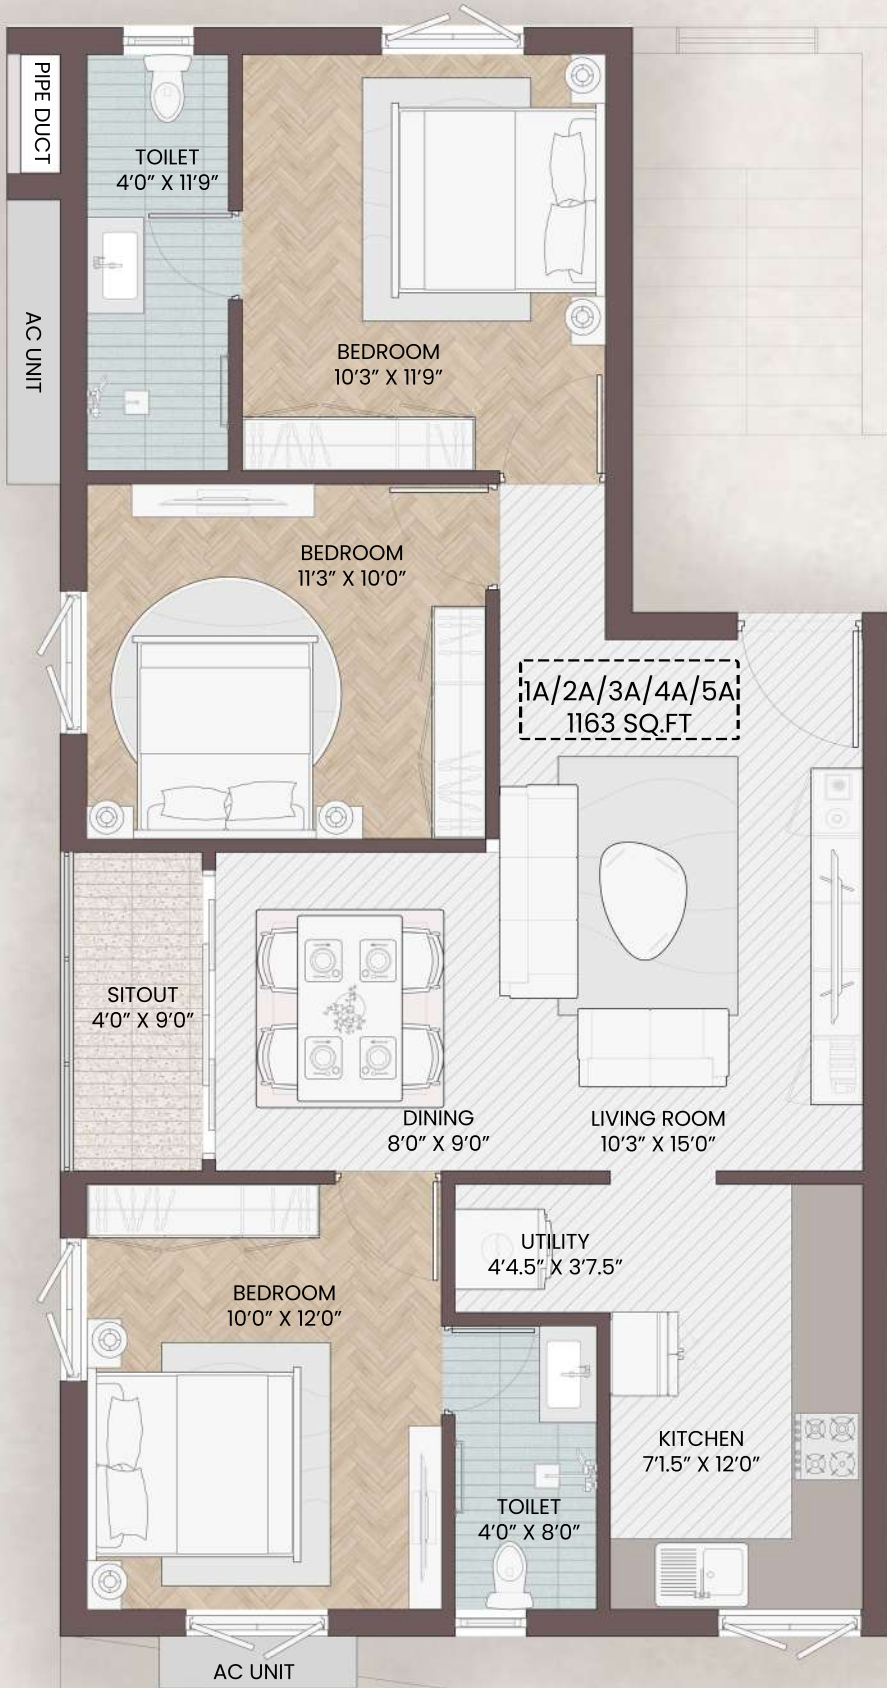 PIPE DUCT
TOILET
4'0” X 11'9”
AC UNIT
BEDROOM
10'3” X 11'9”
BEDROOM
11'3” X 10'0”
1A/2A/3A/4A/5A
1163 SQ.FT
SITOUT
4'0” X 9'0”
DINING
8'0” X 9'0”
LIVING ROOM
10'3” X 15'0”
UTILITY
4'4.5” X 3'7.5”
BEDROOM
10'0” X 12'0”
KITCHEN
7'1.5” X 12'0”
TOILET
4'0” X 8'0”
AC UNIT